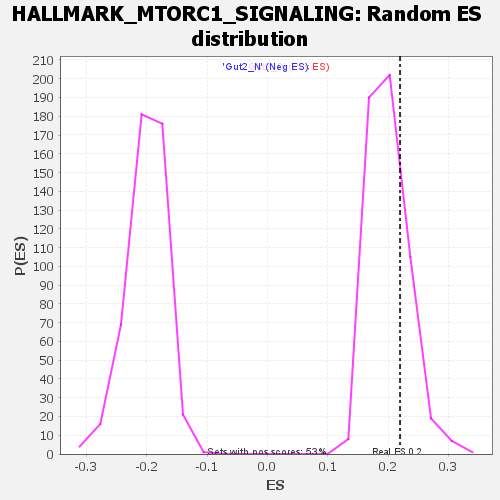 HALLMARK_MTORC1_SIGNALING: Random ES
distribution
'Gut2_N' (Neg ES) ES)
210
200
190
180
170
160
150
140
130
120
110
100
90
80
70
60
50
40
30
20
10
0
P(ES)
Sets with pos scores: 53%
Real ES 0.2
-0.3 -0.2 -0.1 0.0 0.1 0.2 0.3
ES